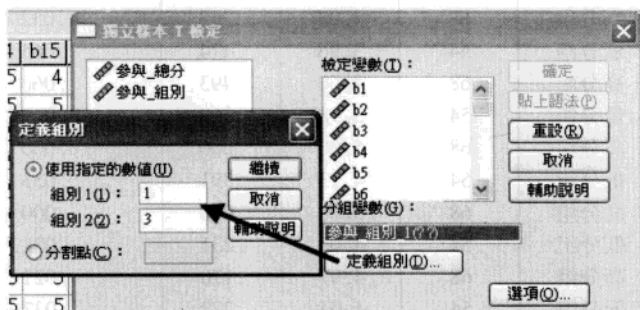 獨立樣本 T 檢定
b15
5 4
5 5
參與_總分
參與_組別
檢定變數(T)：
b1
b2
b3
b4
b5
b6
分組變數(G)：
參與_組別_1(? ?)
定義組別(D)...
確定
貼上語法(P)
重設(R)
取消
輔助說明
選項(O)...
定義組別
使用指定的數值(U)
組別 1(1)： 1
組別 2(2)： 3
分割點(C)：
繼續
取消
輔助說明
5 5